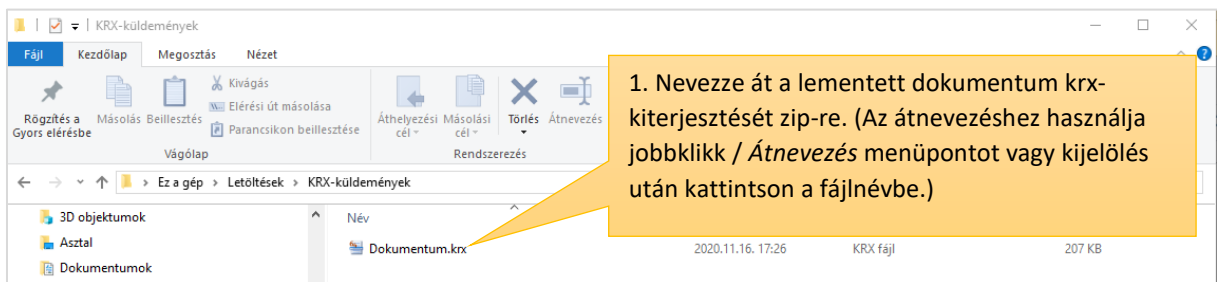 KRX-küldemények
Fájl Kezdőlap Megosztás Nézet
Rögzítés a Gyors elérésbe
Másolás
Beillesztés
Kivágás
Elérési út másolása
Parancsikon beillesztése
Vágólap
Áthelyezési cél
Másolási cél
Törlés
Átnevezés
Rendszerezés
1. Nevezze át a lementett dokumentum krx-
kiterjesztését zip-re. (Az átnevezéshez használja
jobbklikk / Átnevezés menüpontot vagy kijelölés
után kattintson a fájlnévbe.)
Ez a gép › Letöltések › KRX-küldemények
3D objektumok
Asztal
Dokumentumok
Név
Dokumentum.krx 2020.11.16. 17:26 KRX fájl 207 KB